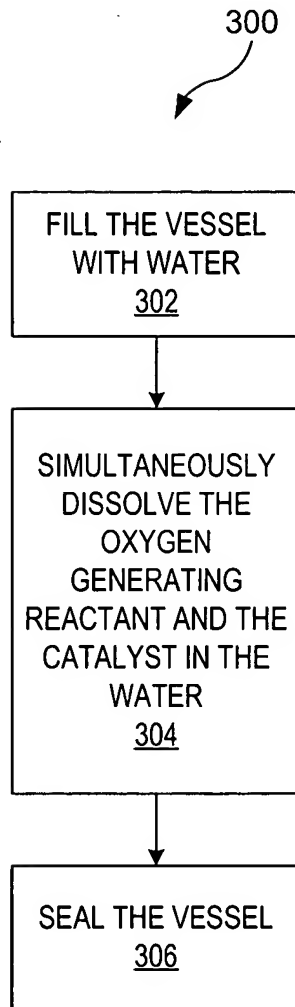 300
FILL THE VESSEL
WITH WATER
302
SIMULTANEOUSLY
DISSOLVE THE
OXYGEN
GENERATING
REACTANT AND THE
CATALYST IN THE
WATER
304
SEAL THE VESSEL
306